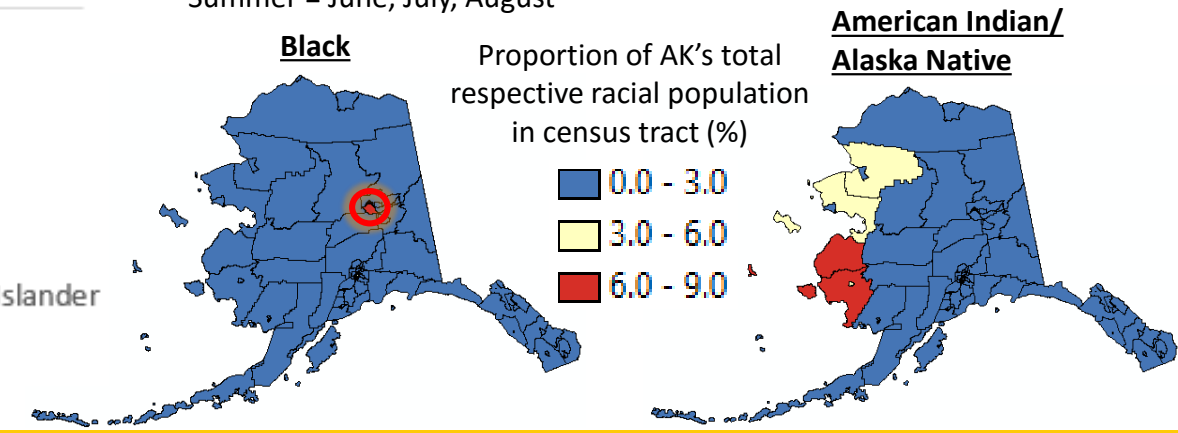 Summer = June, July, August
Black
Proportion of AK's total
respective racial population
in census tract (%)
0.0 - 3.0
3.0 - 6.0
6.0 - 9.0
American Indian/
Alaska Native
slander